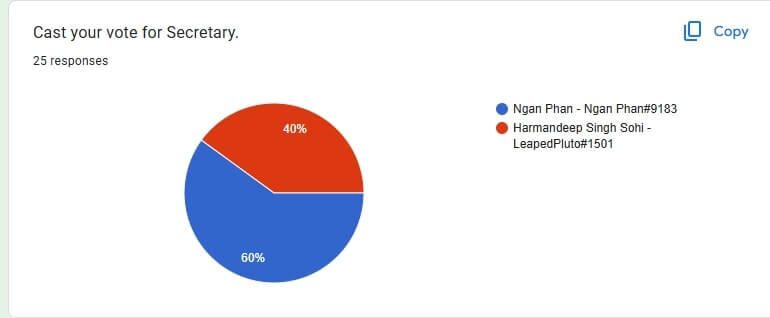 Cast your vote for Secretary.
Copy
25 responses
40%
60%
Ngan Phan - Ngan Phan#9183
Harmandeep Singh Sohi -
LeapedPluto#1501